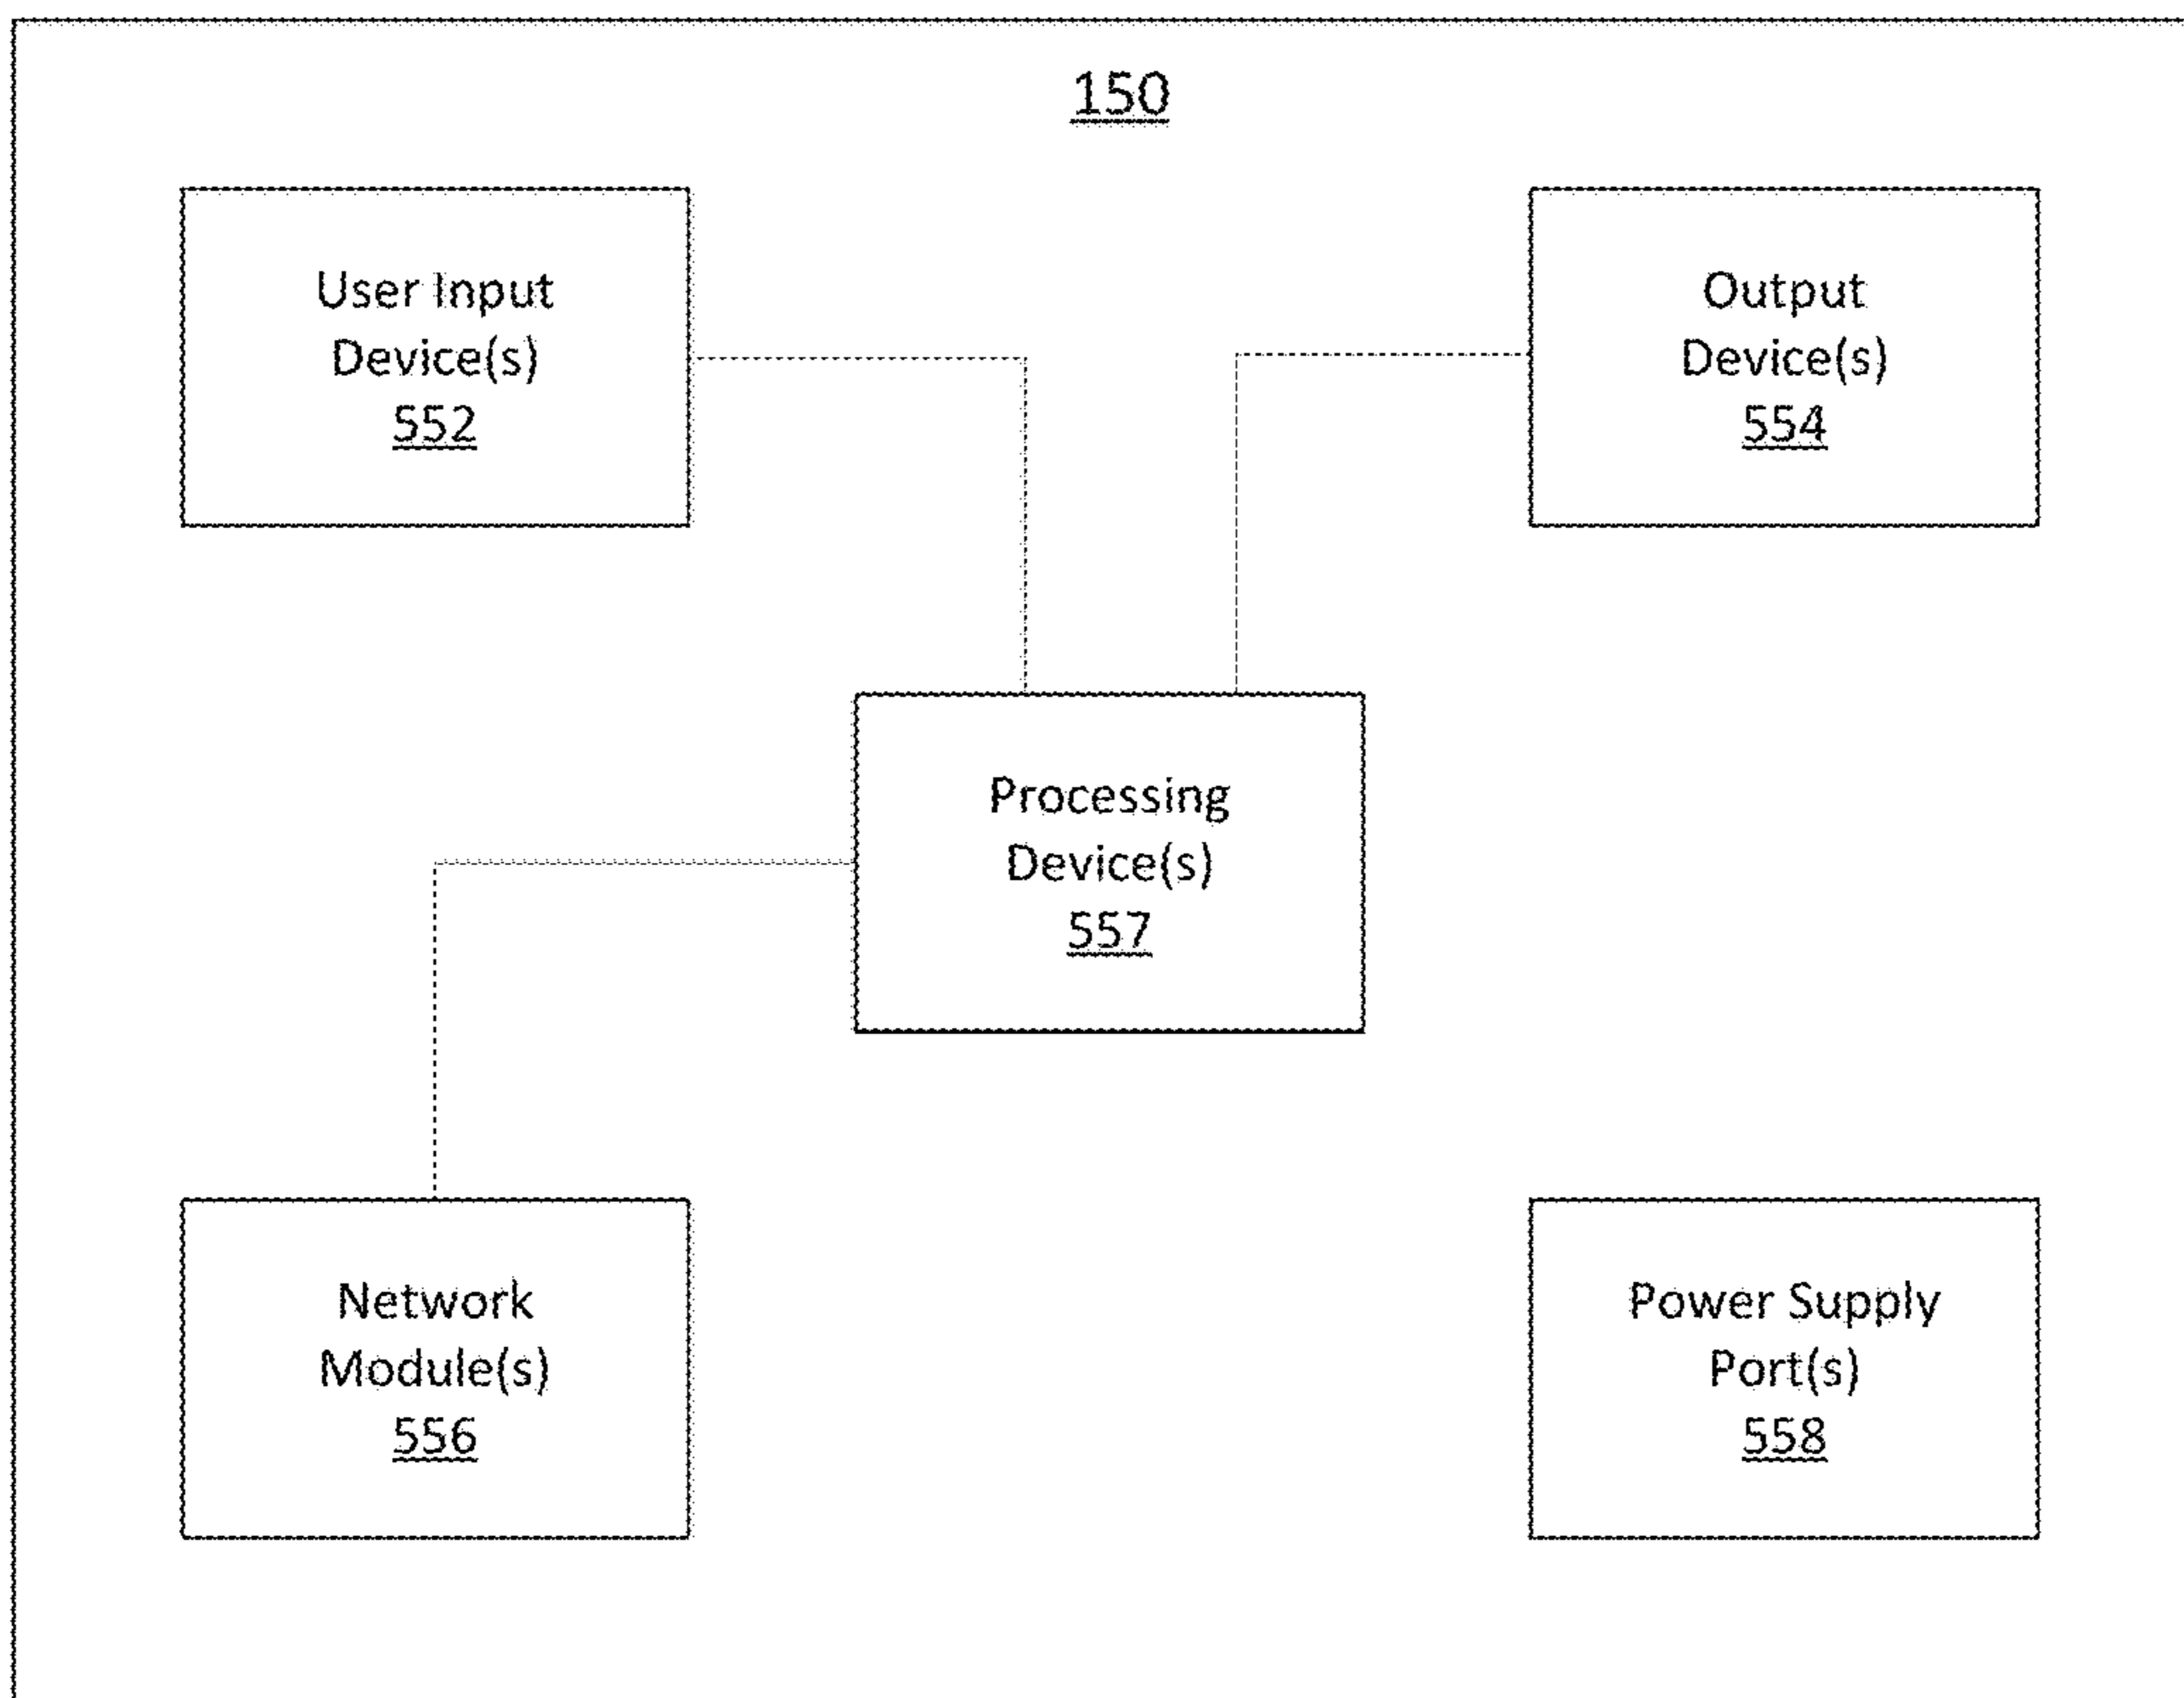 150
User Input
Device(s)
552
Output
Device(s)
554
Processing
Device(s)
557
Network
Module(s)
556
Power Supply
Port(s)
558